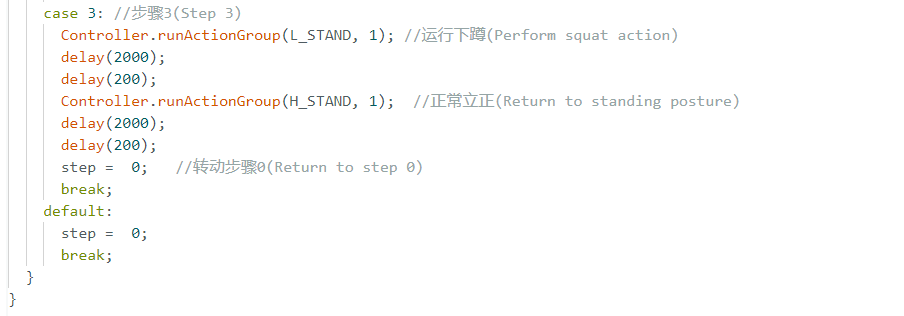 case 3: //步骤3(Step 3)
Controller.runActionGroup(L_STAND, 1); //运行下蹲(Perform squat action)
delay(2000);
delay(200);
Controller.runActionGroup(H_STAND, 1);  //正常立正(Return to standing posture)
delay(2000);
delay(200);
step =  0;   //转动步骤0(Return to step 0)
break;
default:
step =  0;
break;
}
}